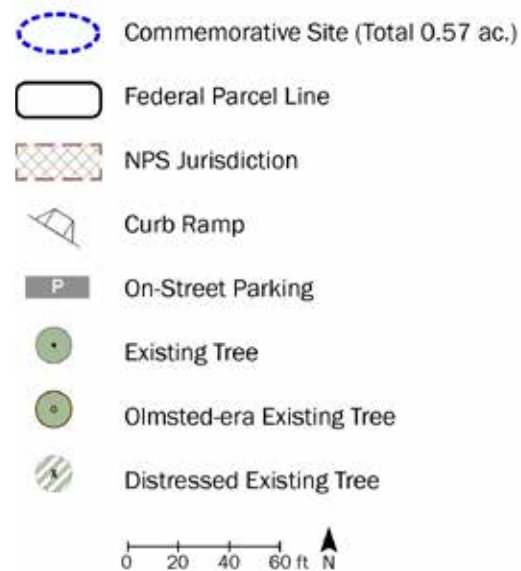 Commemorative Site (Total 0.57 ac.)
Federal Parcel Line
NPS Jurisdiction
Curb Ramp
P On-Street Parking
Existing Tree
Olmsted-era Existing Tree
Distressed Existing Tree
0 20 40 60 ft N